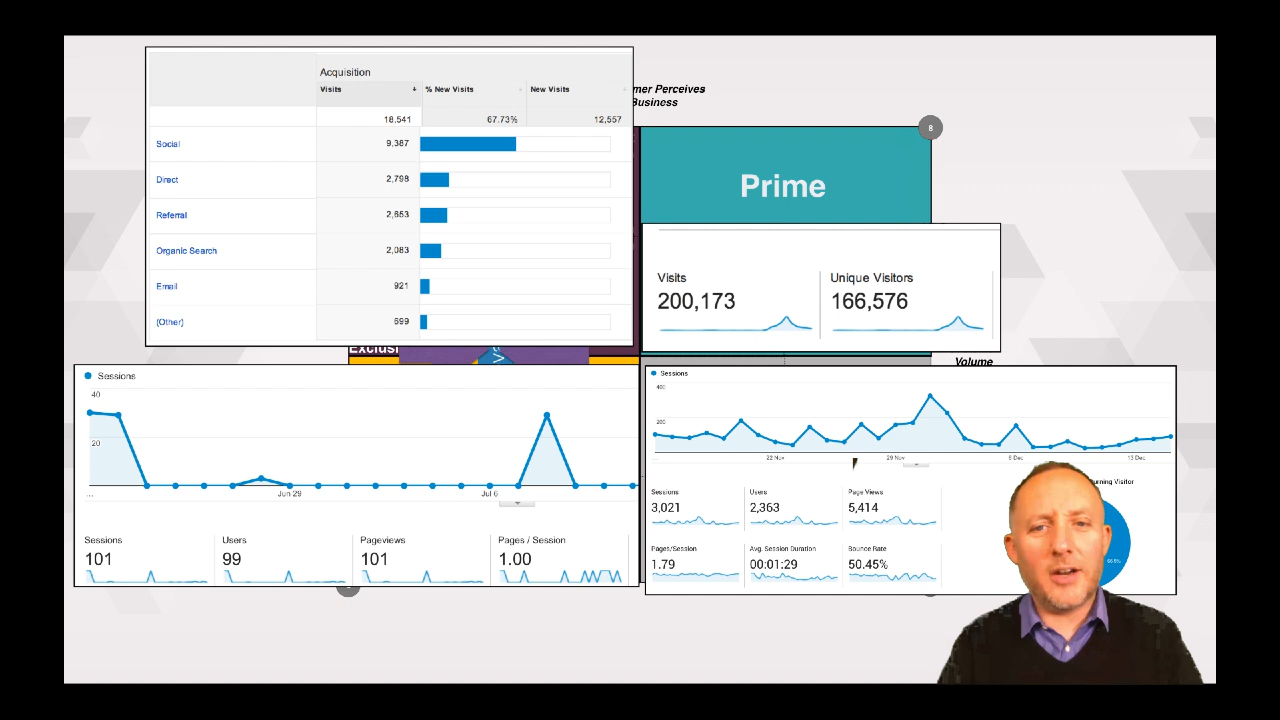 Acquisition
Visits % New Visits New Visits
18,541 67.73% 12,557
Social 9,387
Direct 2,798
Referral 2,653
Organic Search 2,083
Email 921
(Other) 699
mer Perceives
Business
8
Prime
Visits Unique Visitors
200,173 166,576
Exclusi
Volume
Sessions
40
20
... Jun 29 Jul 6
Sessions Users Pageviews Pages / Session
101 99 101 1.00
Sessions
400
200
22 Nov 29 Nov 6 Dec 13 Dec
Sessions Users Page Views
3,021 2,363 5,414
Pages/Session Avg. Session Duration Bounce Rate
1.79 00:01:29 50.45%
urning Visitor